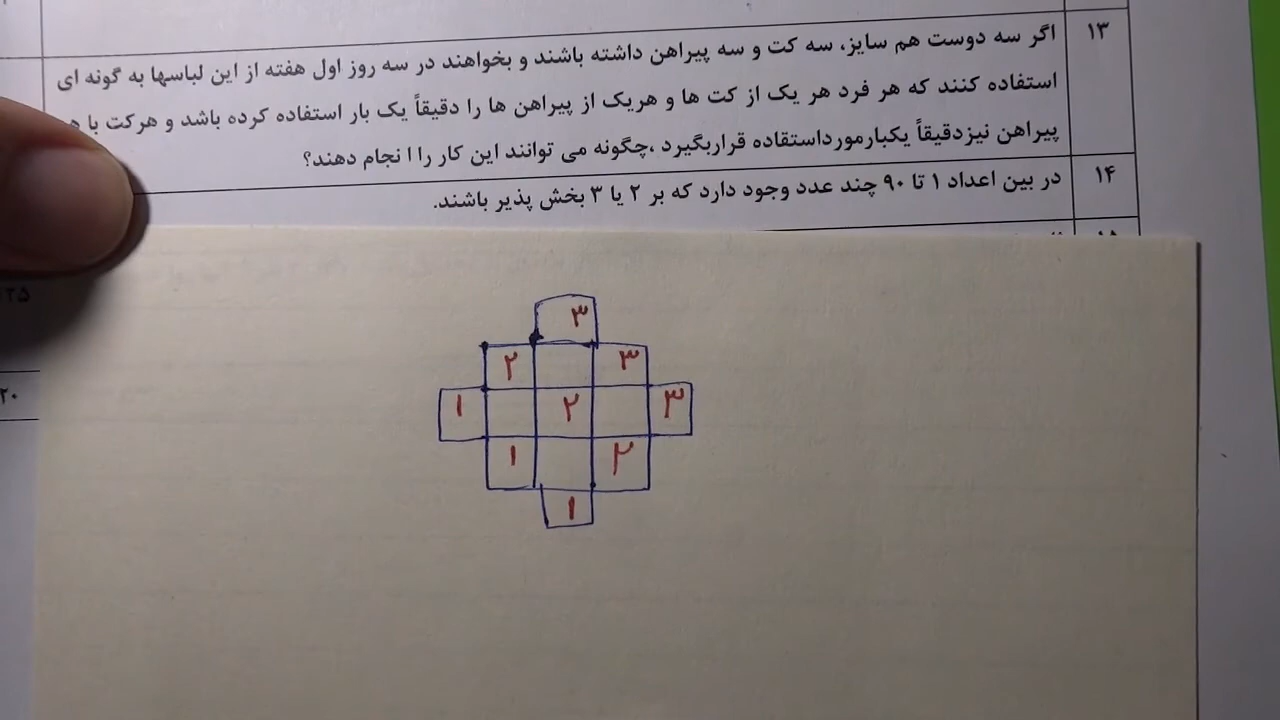 ۱۳
اگر سه دوست هم سایز، سه کت و سه پیراهن داشته باشند و بخواهند در سه روز اول هفته از این لباسها به گونه ای
استفاده کنند که هر فرد هر یک از کت ها و هریک از پیراهن ها را دقیقاً یک بار استفاده کرده باشد و هرکت با
پیراهن نیزدقیقاً یکبارمورداستقاده قراربگیرد ،چگونه می توانند این کار را ا نجام دهند؟
۱۴
در بین اعداد ۱ تا ۹۰ چند عدد وجود دارد که بر ۲ یا ۳ بخش پذیر باشند.
۳
۲ ۳
۱ ۲ ۳
۱ ۲
۱
۲۰